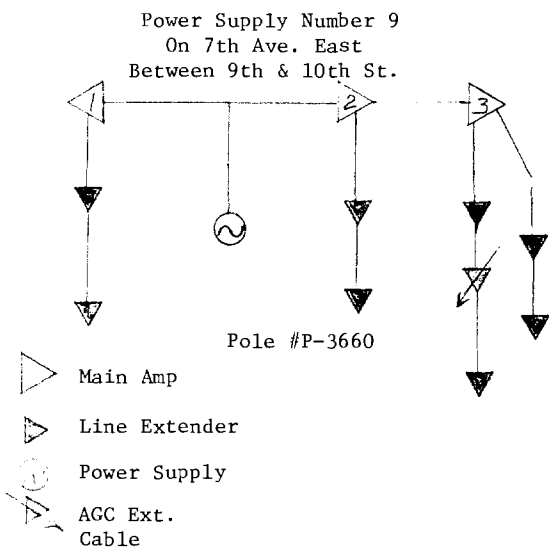 Power Supply Number 9
On 7th Ave. East
Between 9th & 10th St.
1
2
3
Pole #P-3660
Main Amp
Line Extender
Power Supply
AGC Ext.
Cable